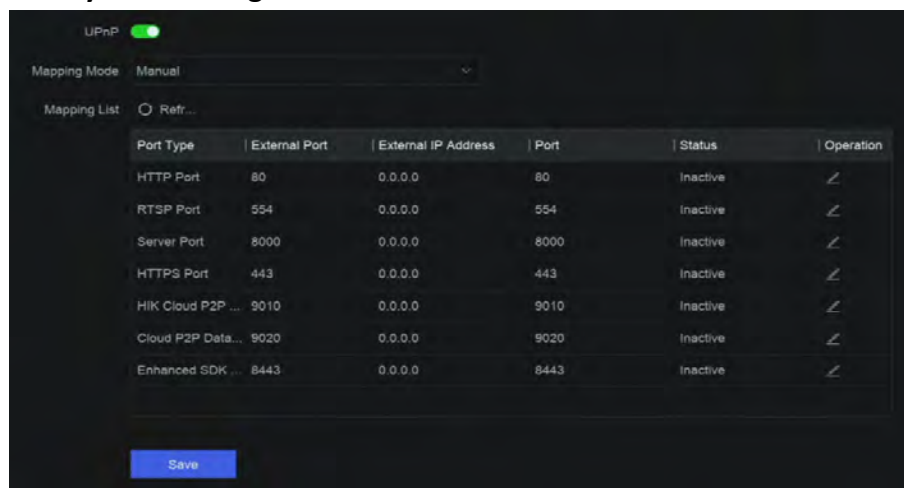 UPnP
Mapping Mode Manual
Mapping List Refr...
Port Type External Port External IP Address Port Status Operation
HTTP Port 80 0.0.0.0 80 Inactive
RTSP Port 554 0.0.0.0 554 Inactive
Server Port 8000 0.0.0.0 8000 Inactive
HTTPS Port 443 0.0.0.0 443 Inactive
HIK Cloud P2P ... 9010 0.0.0.0 9010 Inactive
Cloud P2P Data... 9020 0.0.0.0 9020 Inactive
Enhanced SDK ... 8443 0.0.0.0 8443 Inactive
Save